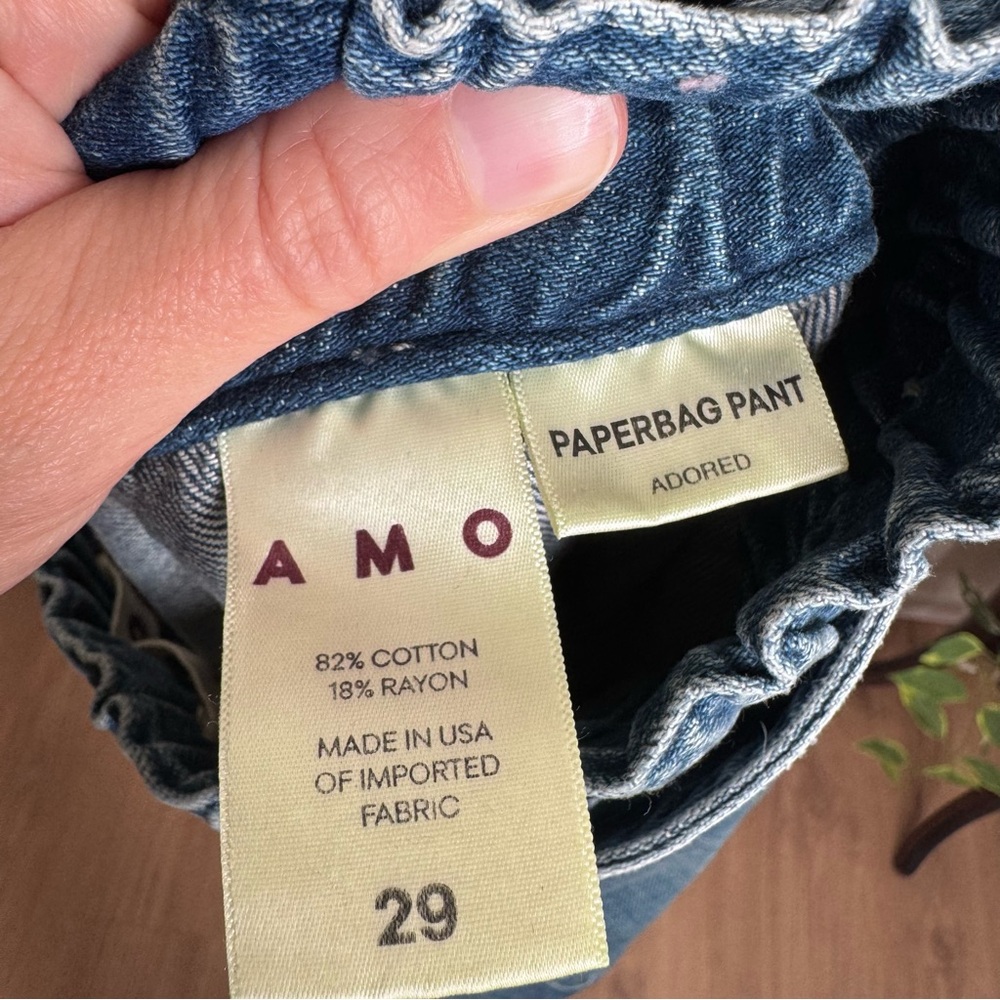 PAPERBAG PANT
ADORED
AMO
82% COTTON
18% RAYON
MADE IN USA
OF IMPORTED
FABRIC
29